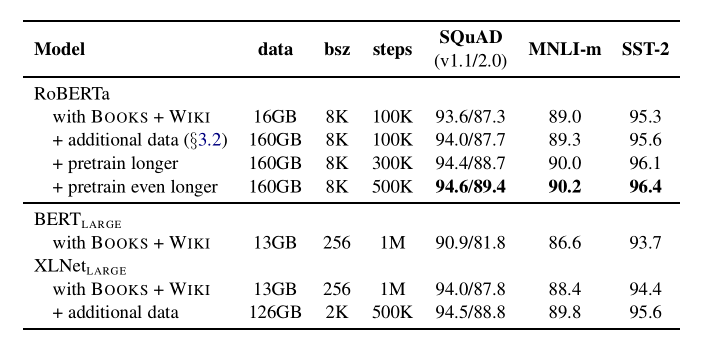 Model data bsz steps SQuAD (v1.1/2.0) MNLI-m SST-2
RoBERTa
with BOOKS + WIKI 16GB 8K 100K 93.6/87.3 89.0 95.3
+ additional data (§3.2) 160GB 8K 100K 94.0/87.7 89.3 95.6
+ pretrain longer 160GB 8K 300K 94.4/88.7 90.0 96.1
+ pretrain even longer 160GB 8K 500K 94.6/89.4 90.2 96.4
BERTLARGE
with BOOKS + WIKI 13GB 256 1M 90.9/81.8 86.6 93.7
XLNetLARGE
with BOOKS + WIKI 13GB 256 1M 94.0/87.8 88.4 94.4
+ additional data 126GB 2K 500K 94.5/88.8 89.8 95.6